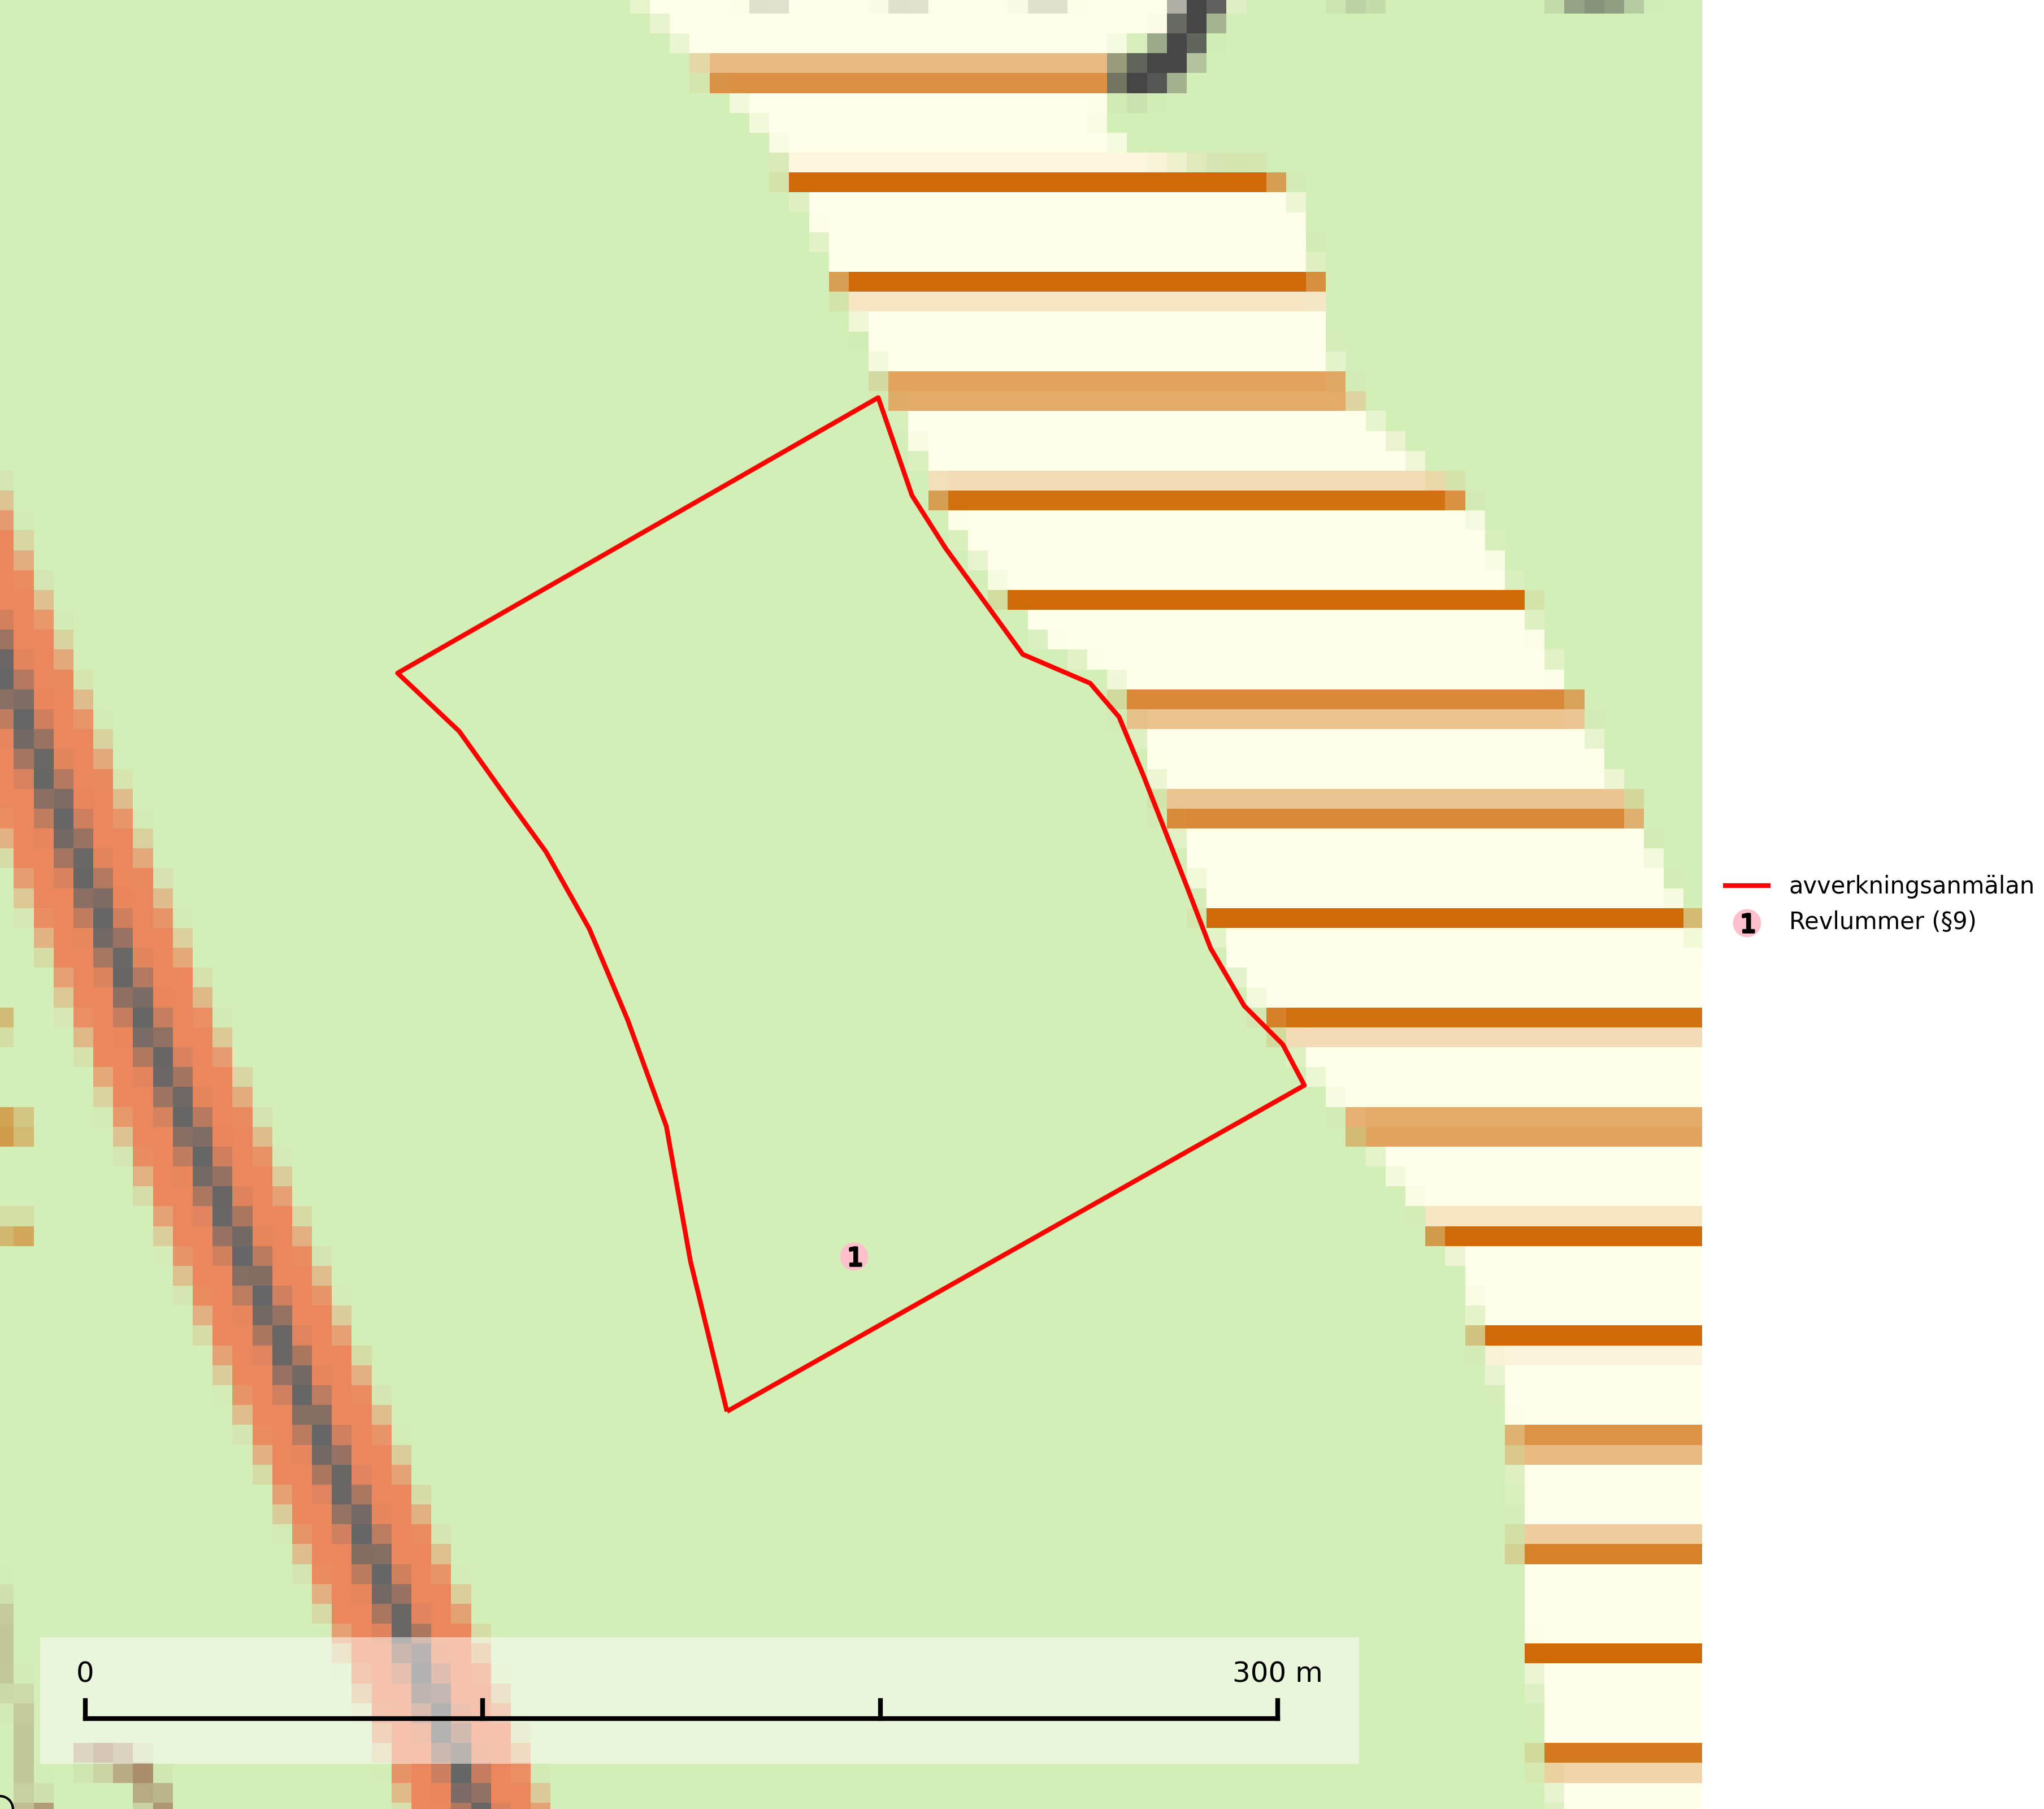 avverkningsanmälan
1 Revlummer (§9)
1
0 300 m